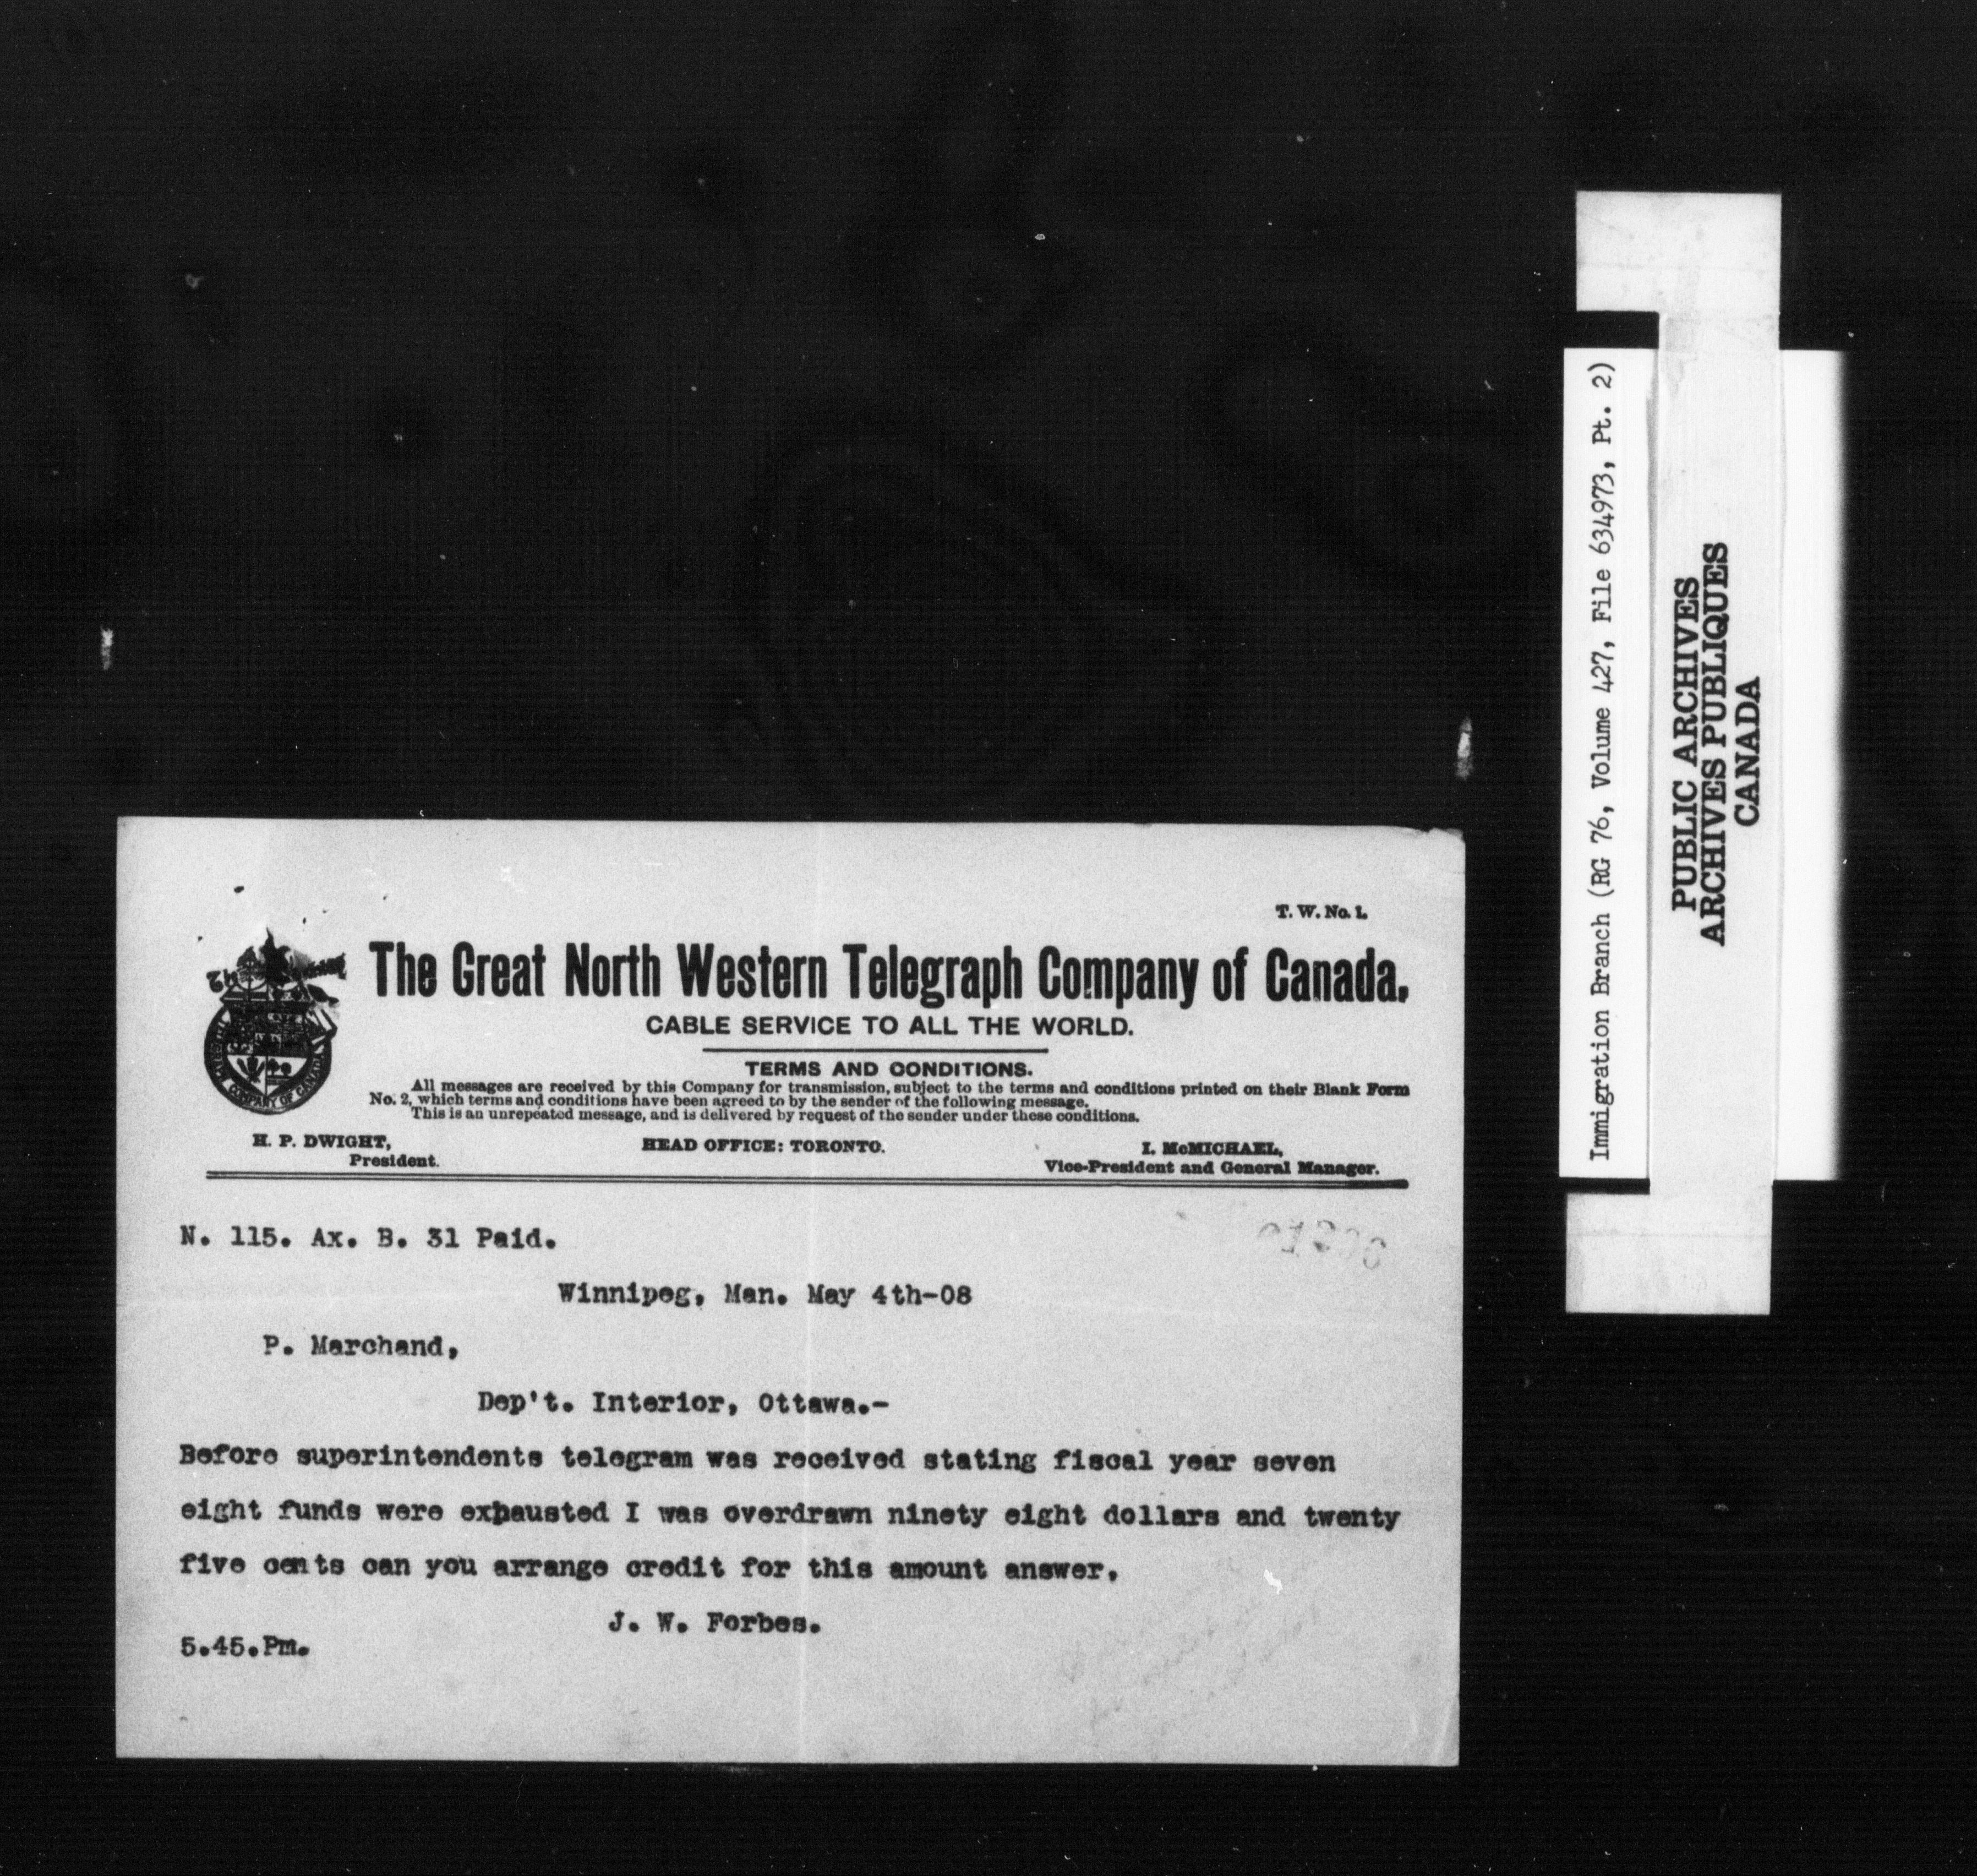 T. W. No. 1.
The Great North Western Telegraph Company of Canada.
CABLE SERVICE TO ALL THE WORLD.
TERMS AND CONDITIONS.
All messages are received by this Company for transmission, subject to the terms and conditions printed on their Blank Form
No. 2, which terms and conditions have been agreed to by the sender of the following message.
This is an unrepeated message, and is delivered by request of the sender under these conditions.
H. P. DWIGHT,
President.
HEAD OFFICE: TORONTO.
I. McMICHAEL,
Vice-President and General Manager.
COMPANY OF CANADA
N. 115. Ax. B. 31 Paid.
Winnipeg, Man. May 4th-08
P. Marchand,
Dep't. Interior, Ottawa.-
Before superintendents telegram was received stating fiscal year seven
eight funds were exhausted I was overdrawn ninety eight dollars and twenty
five cents can you arrange credit for this amount answer.
J. W. Forbes.
5.45.Pm.
Immigration Branch (RG 76, Volume 427, File 634973, Pt. 2)
PUBLIC ARCHIVES
ARCHIVES PUBLIQUES
CANADA